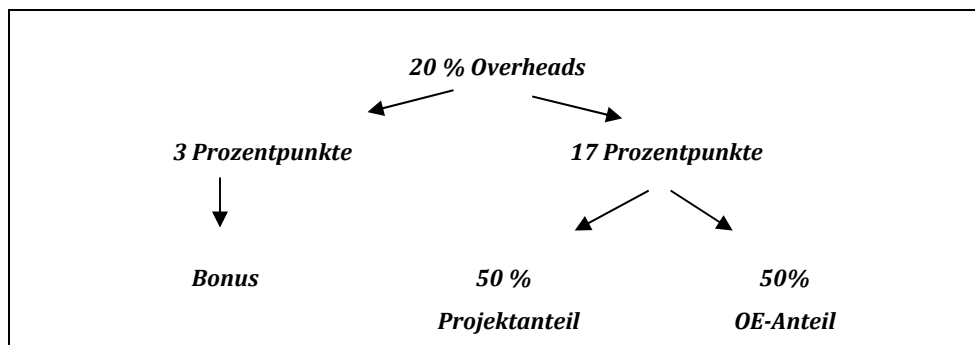 20 % Overheads
3 Prozentpunkte 17 Prozentpunkte
Bonus 50 % 50%
Projektanteil OE-Anteil